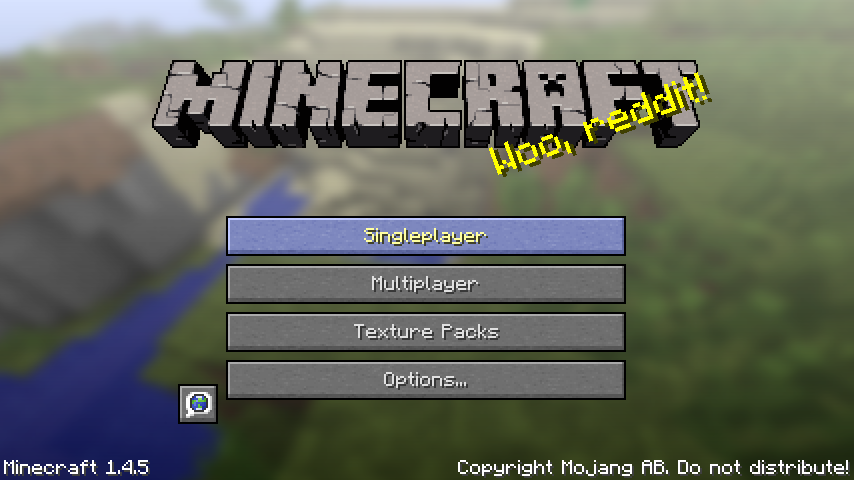 MINECRAFT
Woo, reddit!
Singleplayer
Multiplayer
Texture Packs
Options...
Minecraft 1.4.5
Copyright Mojang AB. Do not distribute!